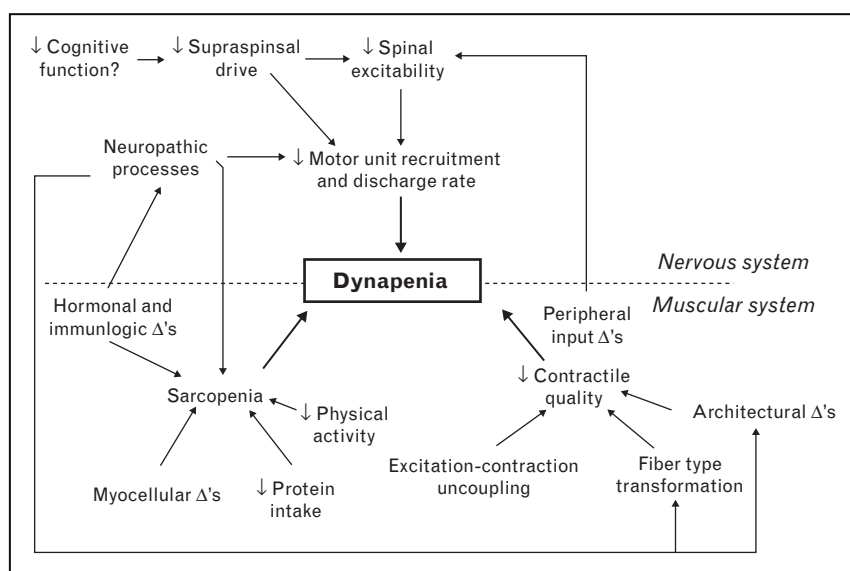 ↓ Cognitive
function?
↓ Supraspinsal
drive
↓ Spinal
excitability
Neuropathic
processes
↓ Motor unit recruitment
and discharge rate
Dynapenia
Nervous system
Muscular system
Hormonal and
immunlogic Δ's
Peripheral
input Δ's
Sarcopenia
↓ Physical
activity
↓ Contractile
quality
Architectural Δ's
Myocellular Δ's
↓ Protein
intake
Excitation-contraction
uncoupling
Fiber type
transformation